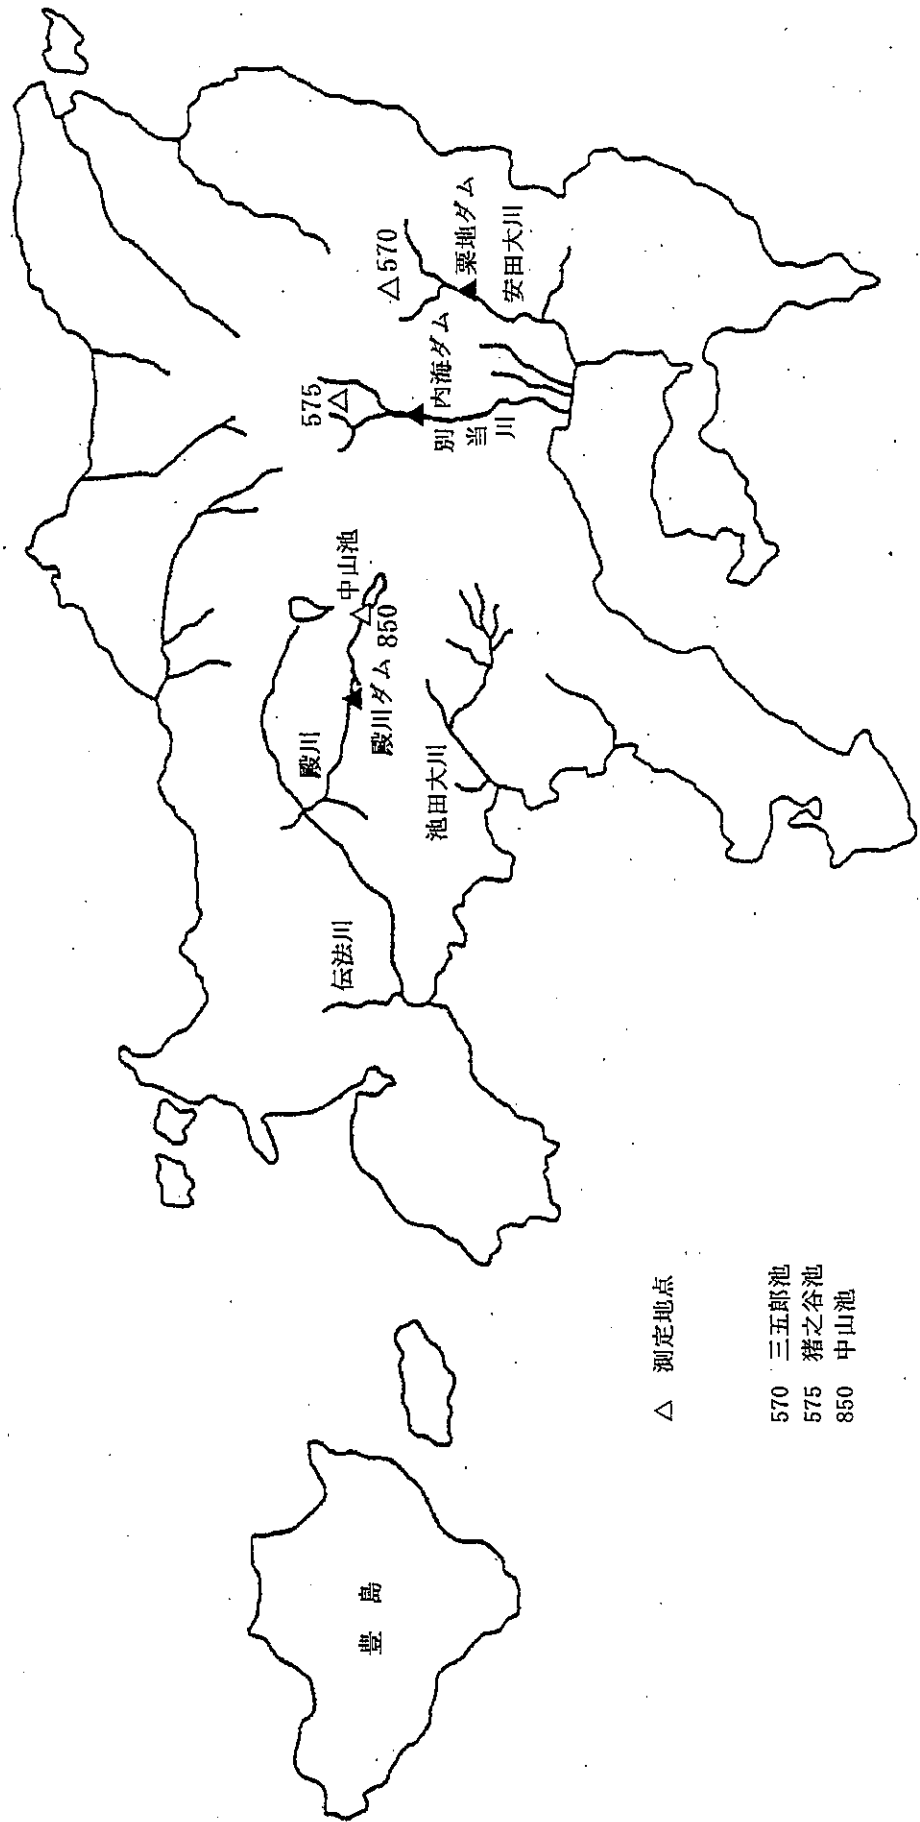 575
△570
内海ダム
粟地ダム
別当川
安田大川
中山池
850
殿川
殿川ダム
池田大川
伝法川
豊島
△ 測定地点
570 三五郎池
575 猪之谷池
850 中山池